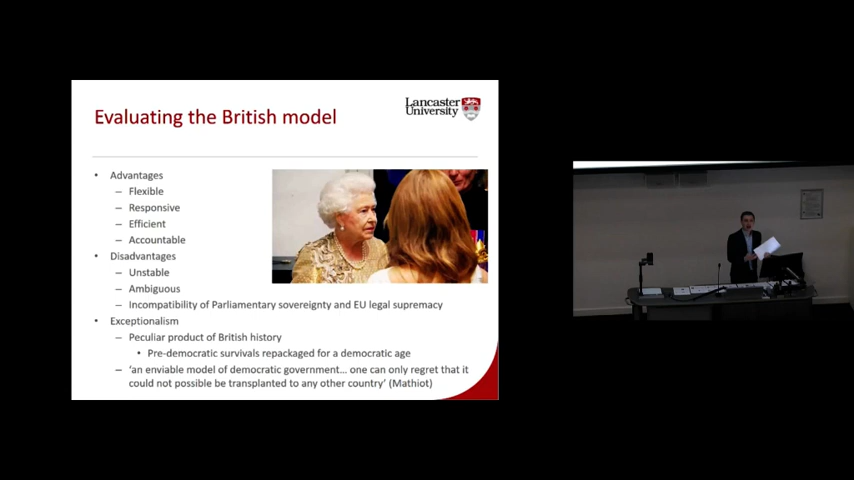 Evaluating the British model
Lancaster
University
• Advantages
– Flexible
– Responsive
– Efficient
– Accountable
• Disadvantages
– Unstable
– Ambiguous
– Incompatibility of Parliamentary sovereignty and EU legal supremacy
• Exceptionalism
– Peculiar product of British history
• Pre-democratic survivals repackaged for a democratic age
– ‘an enviable model of democratic government... one can only regret that it
could not possible be transplanted to any other country’ (Mathiot)